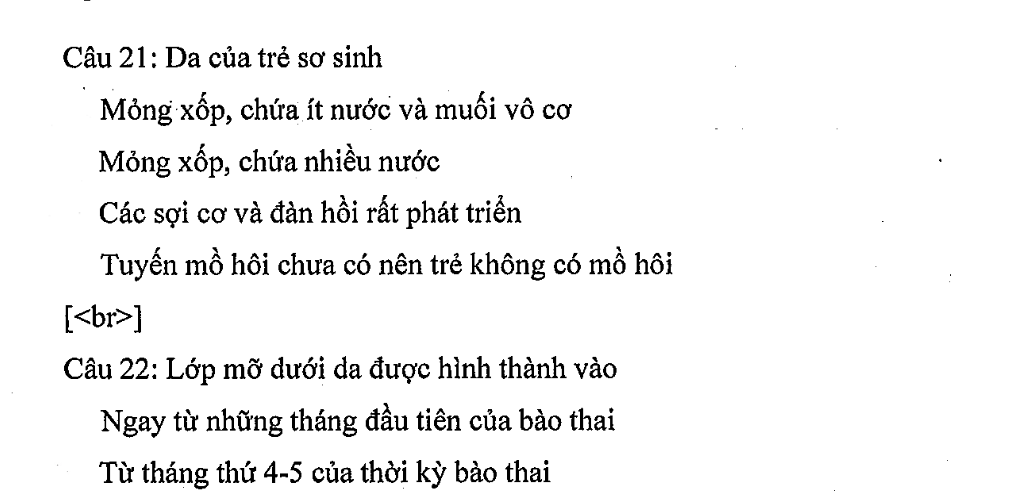 Câu 21: Da của trẻ sơ sinh
Mỏng xốp, chứa ít nước và muối vô cơ
Mỏng xốp, chứa nhiều nước
Các sợi cơ và đàn hồi rất phát triển
Tuyến mồ hôi chưa có nên trẻ không có mồ hôi
[<br>]
Câu 22: Lớp mỡ dưới da được hình thành vào
Ngay từ những tháng đầu tiên của bào thai
Từ tháng thứ 4-5 của thời kỳ bào thai